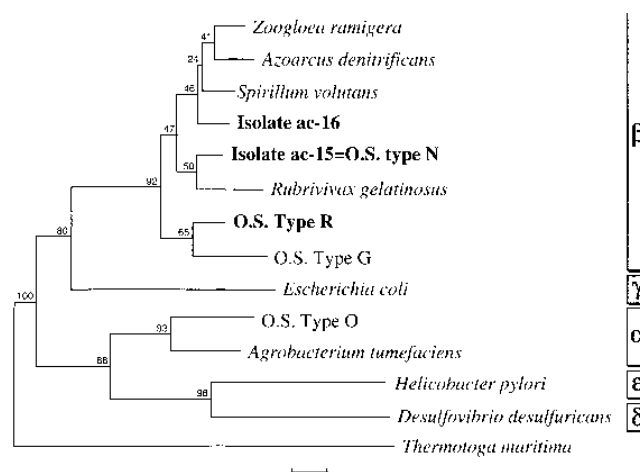 Zoogloea ramigera
41
Azoarcus denitrificans
24
Spirillum volutans
46
Isolate ac-16
47
Isolate ac-15=O.S. type N
50
Rubrivivax gelatinosus
92
O.S. Type R
65
O.S. Type G
80
Escherichia coli
100
O.S. Type O
93
Agrobacterium tumefaciens
88
Helicobacter pylori
98
Desulfovibrio desulfuricans
Thermotoga maritima
β
γ
α
ε
δ